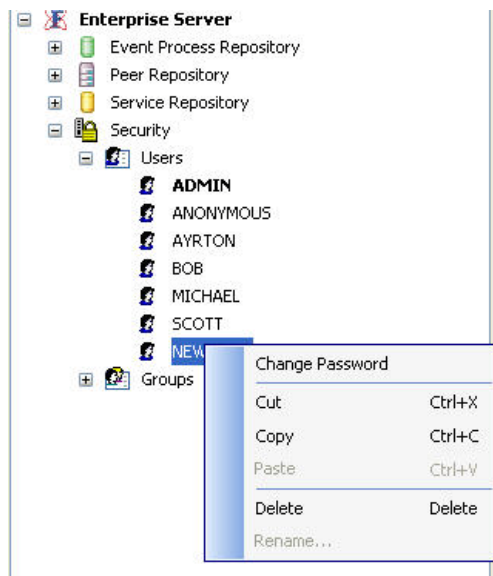 Enterprise Server
Event Process Repository
Peer Repository
Service Repository
Security
Users
ADMIN
ANONYMOUS
AYRTON
BOB
MICHAEL
SCOTT
NEW
Groups
Change Password
Cut Ctrl+X
Copy Ctrl+C
Paste Ctrl+V
Delete Delete
Rename...